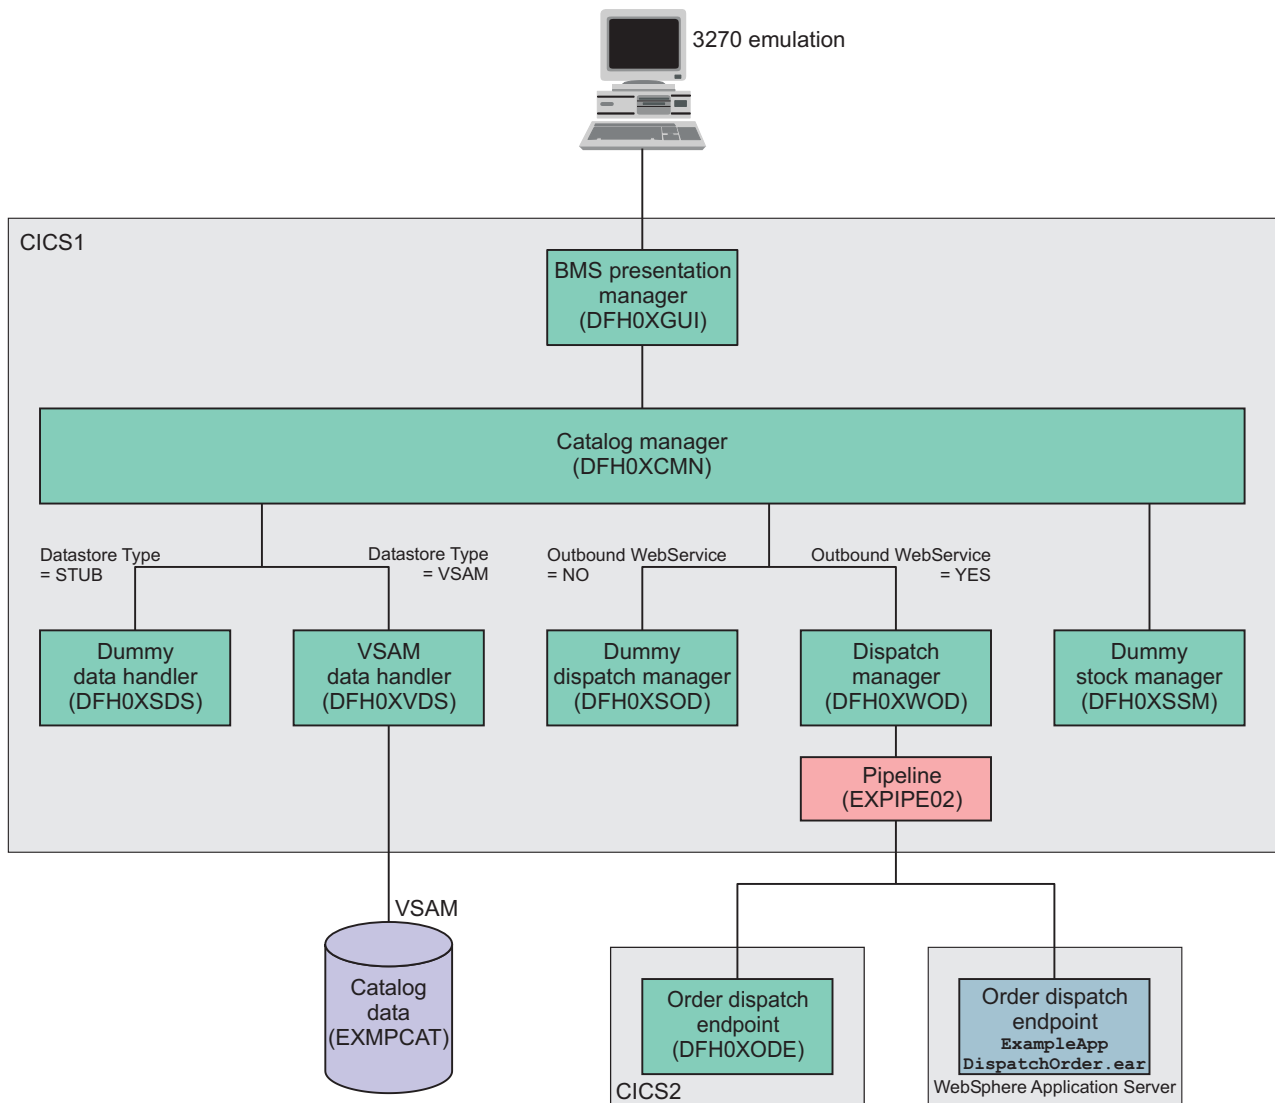 3270 emulation
CICS1
BMS presentation
manager
(DFH0XGUI)
Catalog manager
(DFH0XCMN)
Datastore Type
= STUB
Datastore Type
= VSAM
Outbound WebService
= NO
Outbound WebService
= YES
Dummy
data handler
(DFH0XSDS)
VSAM
data handler
(DFH0XVDS)
Dummy
dispatch manager
(DFH0XSOD)
Dispatch
manager
(DFH0XWOD)
Dummy
stock manager
(DFH0XSSM)
Pipeline
(EXPIPE02)
VSAM
Catalog
data
(EXMPCAT)
Order dispatch
endpoint
(DFH0XODE)
CICS2
Order dispatch
endpoint
ExampleApp
DispatchOrder.ear
WebSphere Application Server